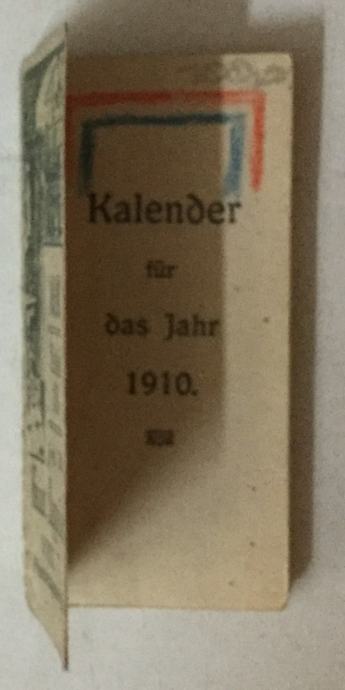 Kalender
für
das Jahr
1910.